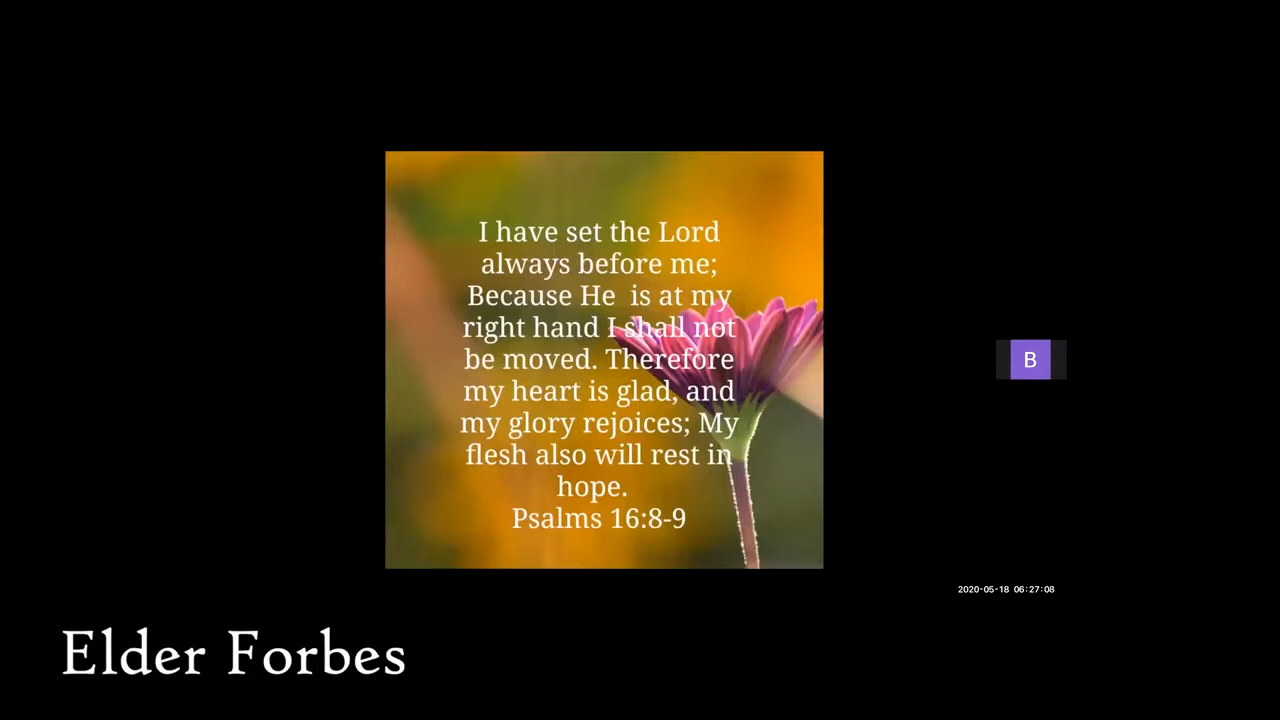 I have set the Lord
always before me;
Because He  is at my
right hand I shall not
be moved. Therefore
my heart is glad, and
my glory rejoices; My
flesh also will rest in
hope.
Psalms 16:8-9
B
2020-05-18 06:27:08
Elder Forbes